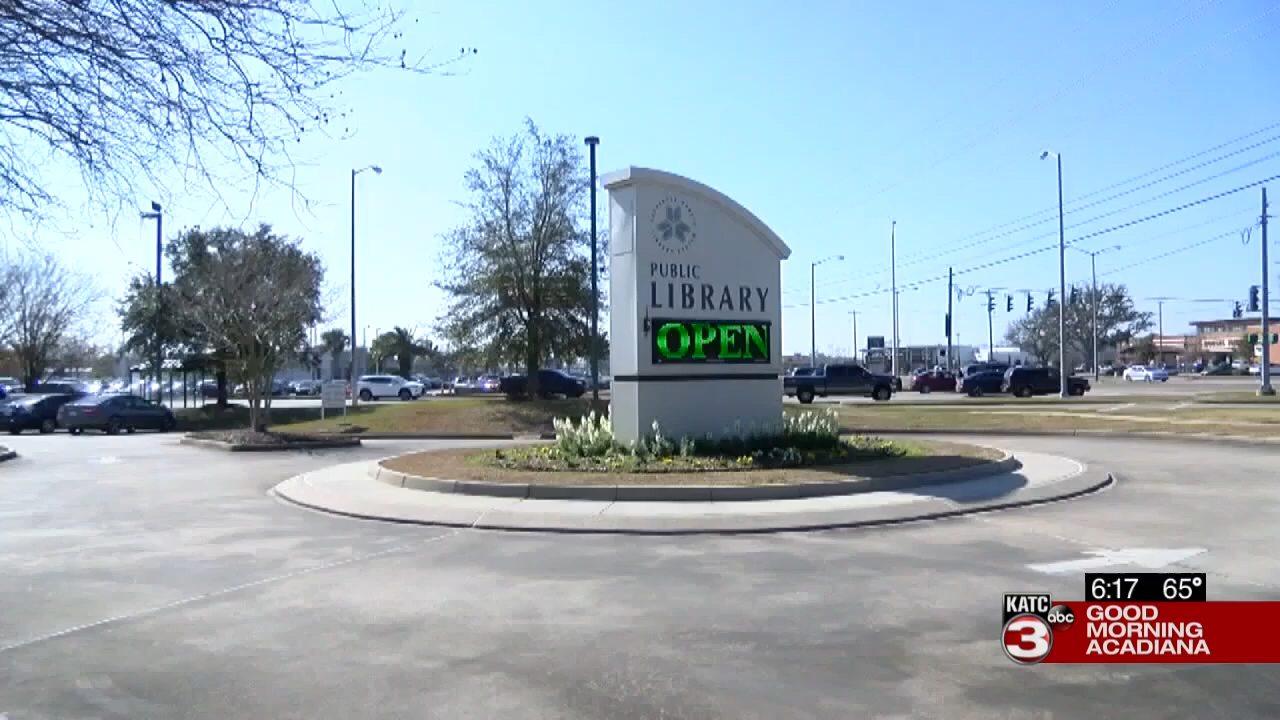 PUBLIC
LIBRARY
OPEN
6:17 65°
KATC
3
abc
GOOD
MORNING
ACADIANA